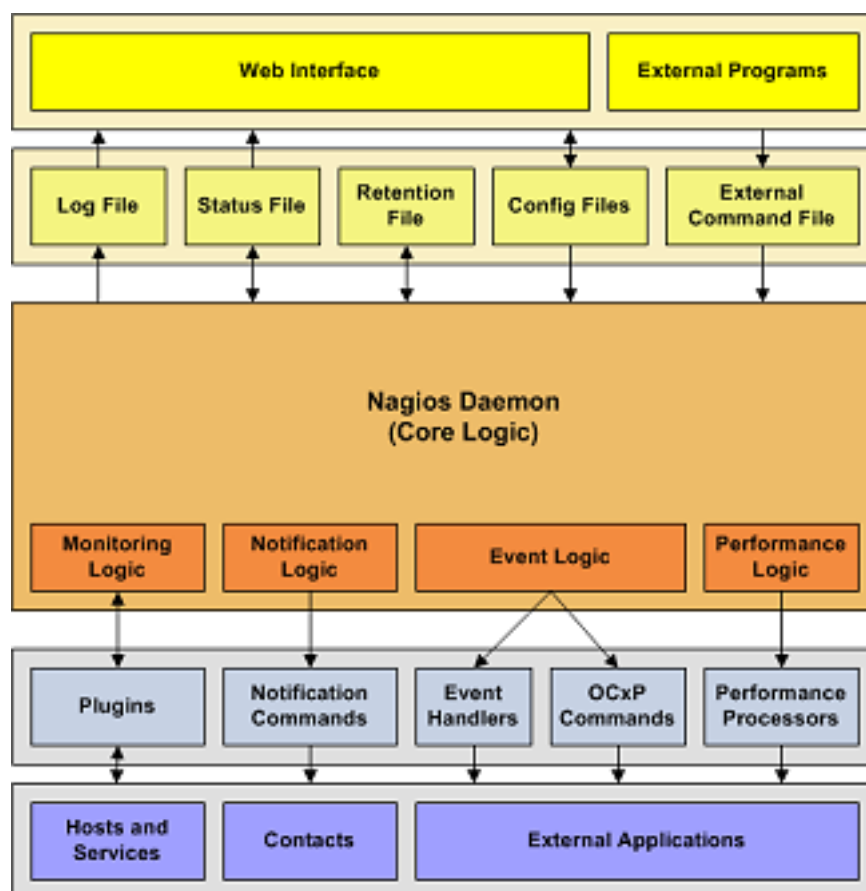 Web Interface
External Programs
Log File
Status File
Retention
File
Config Files
External
Command File
Nagios Daemon
(Core Logic)
Monitoring
Logic
Notification
Logic
Event Logic
Performance
Logic
Plugins
Notification
Commands
Event
Handlers
OCxP
Commands
Performance
Processors
Hosts and
Services
Contacts
External Applications